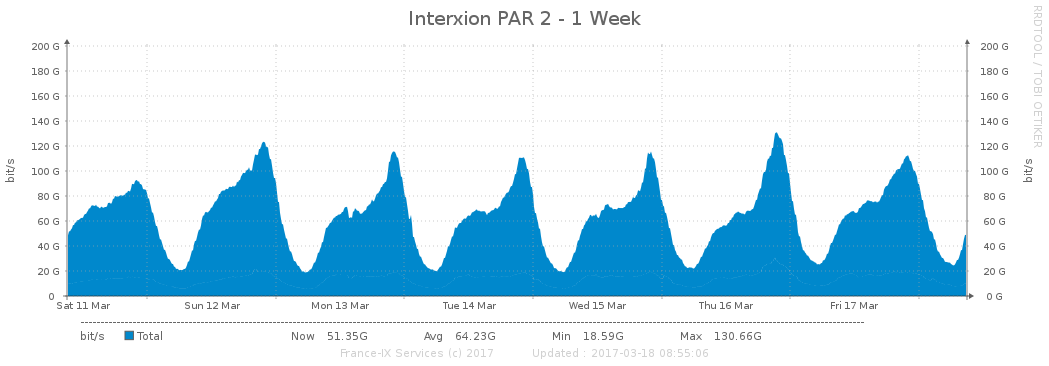 Interxion PAR 2 - 1 Week
RRDTOOL / TOBI OETIKER
200 G 200 G
180 G 180 G
160 G 160 G
140 G 140 G
120 G 120 G
100 G 100 G
80 G 80 G
60 G 60 G
40 G 40 G
20 G 20 G
0 0 G
bit/s bit/s
Sat 11 Mar Sun 12 Mar Mon 13 Mar Tue 14 Mar Wed 15 Mar Thu 16 Mar Fri 17 Mar
bit/s Total Now 51.35G Avg 64.23G Min 18.59G Max 130.66G
France-IX Services (c) 2017 Updated : 2017-03-18 08:55:06